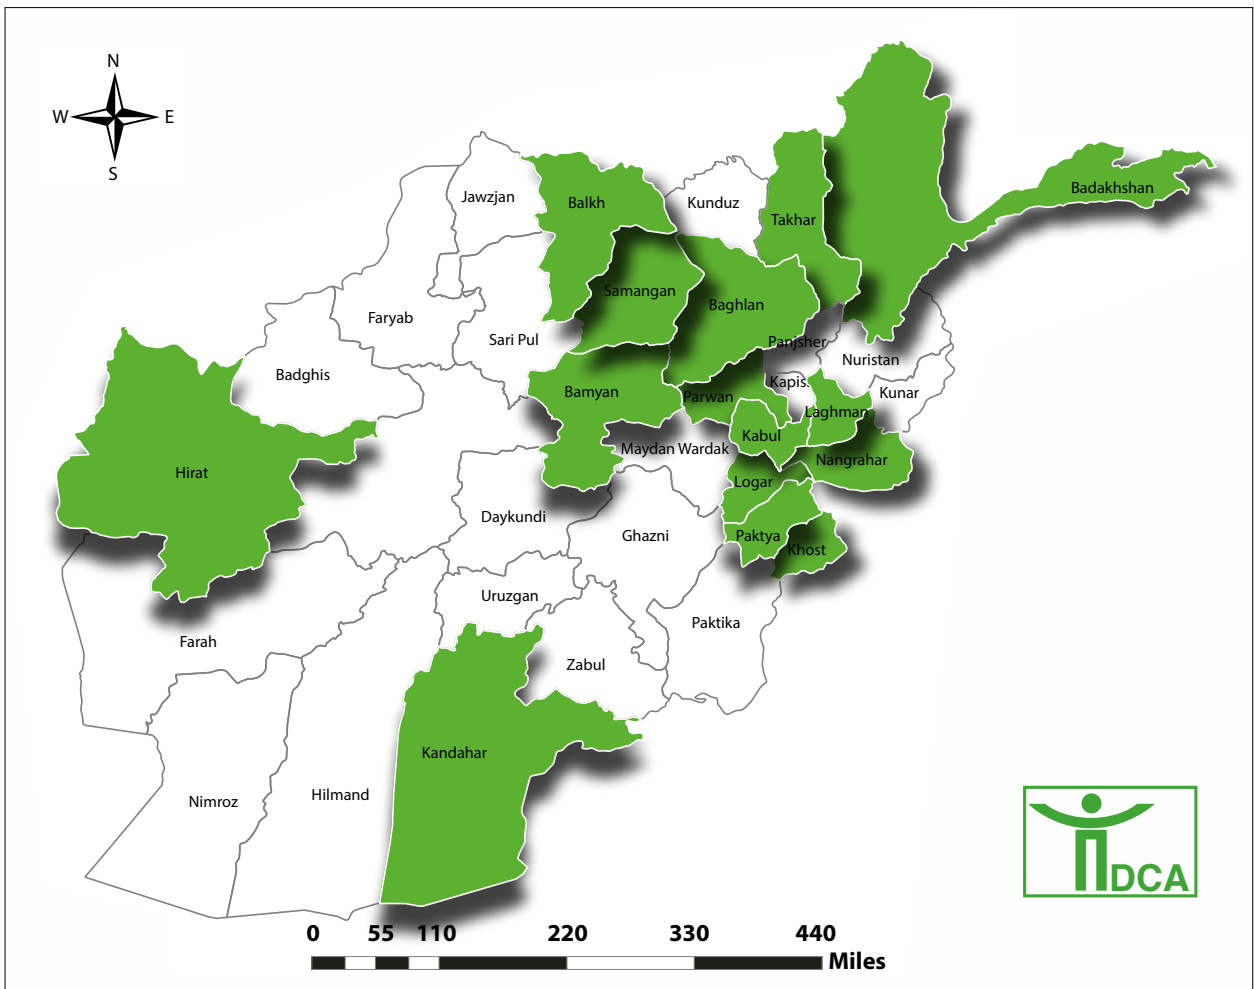 N
W E
S
Jawzjan
Balkh
Kunduz
Takhar
Badakhshan
Samangan
Baghlan
Faryab
Sari Pul
Panjsher
Nuristan
Badghis
Bamyan
Parwan
Kapis
Kunar
Laghman
Kabul
Maydan Wardak
Nangrahar
Hirat
Logar
Daykundi
Ghazni
Paktya
Khost
Uruzgan
Paktika
Farah
Zabul
Kandahar
Nimroz
Hilmand
DCA
0 55 110 220 330 440
Miles